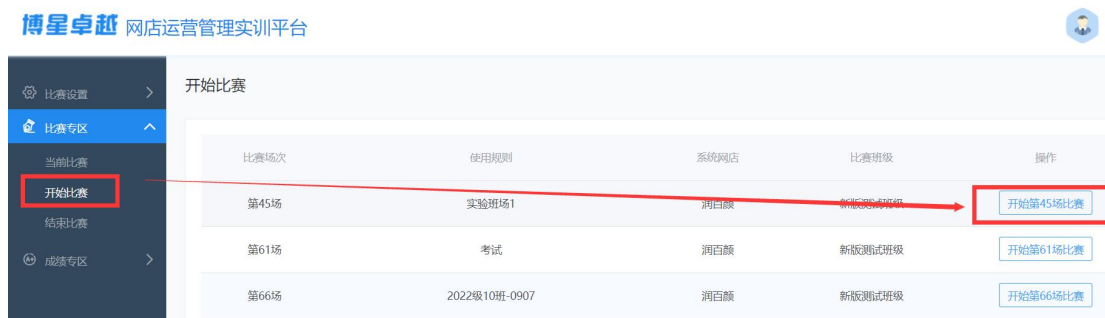 博星卓越 网店运营管理实训平台
比赛设置
比赛专区
当前比赛
开始比赛
结束比赛
成绩专区
开始比赛
比赛场次 使用规则 系统网店 比赛班级 操作
第45场 实验班场1 润百颜 新版测试班级 开始第45场比赛
第61场 考试 润百颜 新版测试班级 开始第61场比赛
第66场 2022级10班-0907 润百颜 新版测试班级 开始第66场比赛